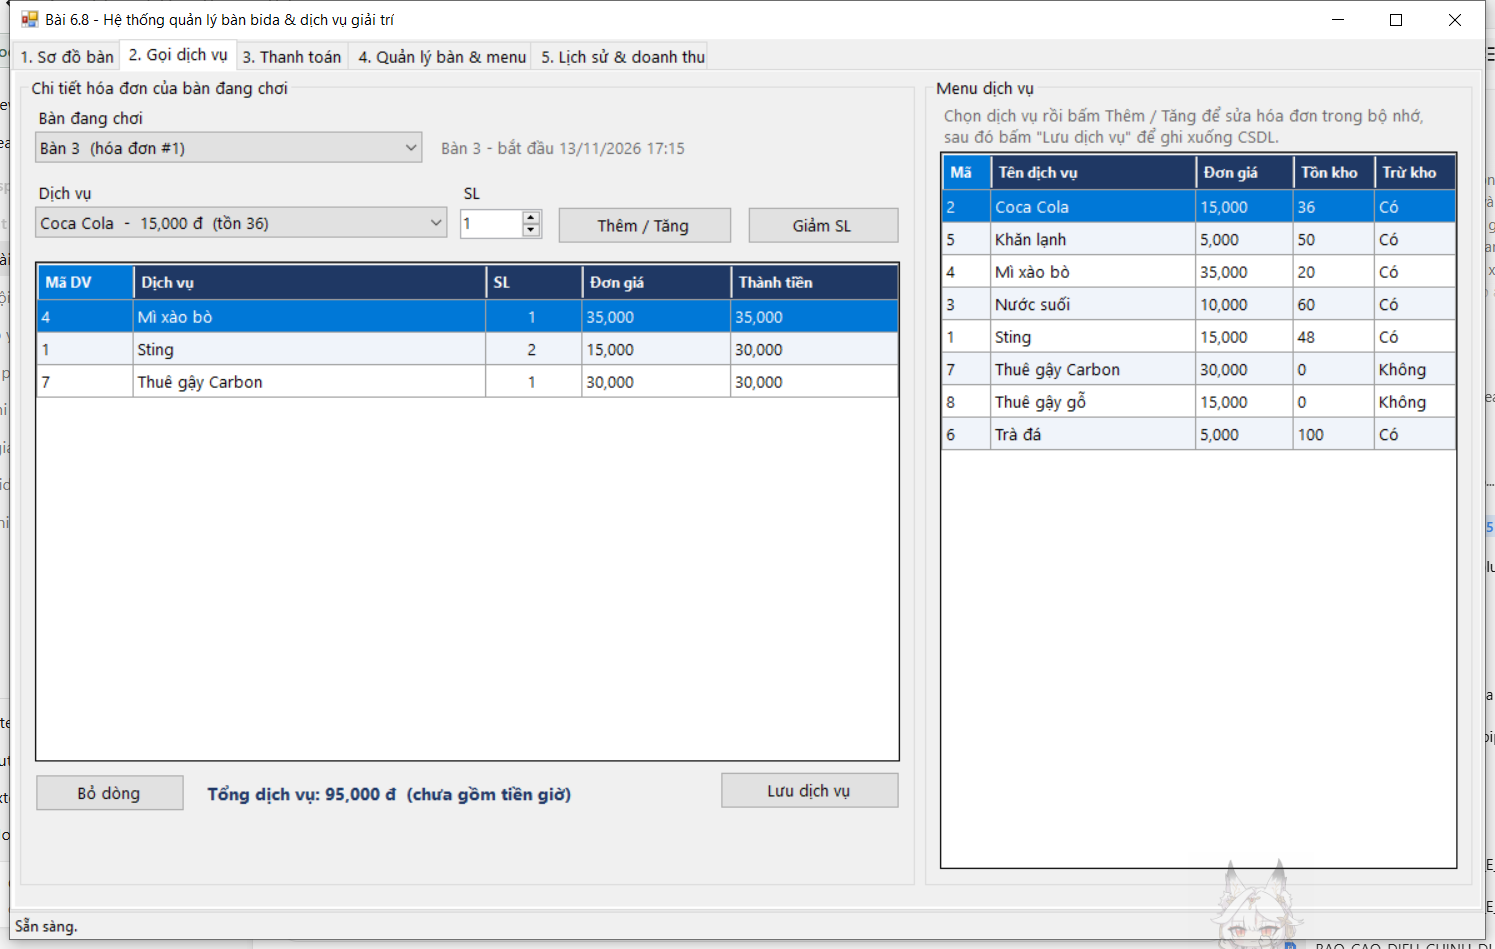 Bài 6.8 - Hệ thống quản lý bàn bida & dịch vụ giải trí
1. Sơ đồ bàn 2. Gọi dịch vụ 3. Thanh toán 4. Quản lý bàn & menu 5. Lịch sử & doanh thu
Chi tiết hóa đơn của bàn đang chơi
Bàn đang chơi
Bàn 3 (hóa đơn #1) Bàn 3 - bắt đầu 13/11/2026 17:15
Dịch vụ SL
Coca Cola - 15,000 đ (tồn 36) 1 Thêm / Tăng Giảm SL
Mã DV Dịch vụ SL Đơn giá Thành tiền
4 Mì xào bò 1 35,000 35,000
1 Sting 2 15,000 30,000
7 Thuê gậy Carbon 1 30,000 30,000
Bỏ dòng Tổng dịch vụ: 95,000 đ (chưa gồm tiền giờ) Lưu dịch vụ
Menu dịch vụ
Chọn dịch vụ rồi bấm Thêm / Tăng để sửa hóa đơn trong bộ nhớ,
sau đó bấm "Lưu dịch vụ" để ghi xuống CSDL.
Mã Tên dịch vụ Đơn giá Tồn kho Trừ kho
2 Coca Cola 15,000 36 Có
5 Khăn lạnh 5,000 50 Có
4 Mì xào bò 35,000 20 Có
3 Nước suối 10,000 60 Có
1 Sting 15,000 48 Có
7 Thuê gậy Carbon 30,000 0 Không
8 Thuê gậy gỗ 15,000 0 Không
6 Trà đá 5,000 100 Có
Sẵn sàng.